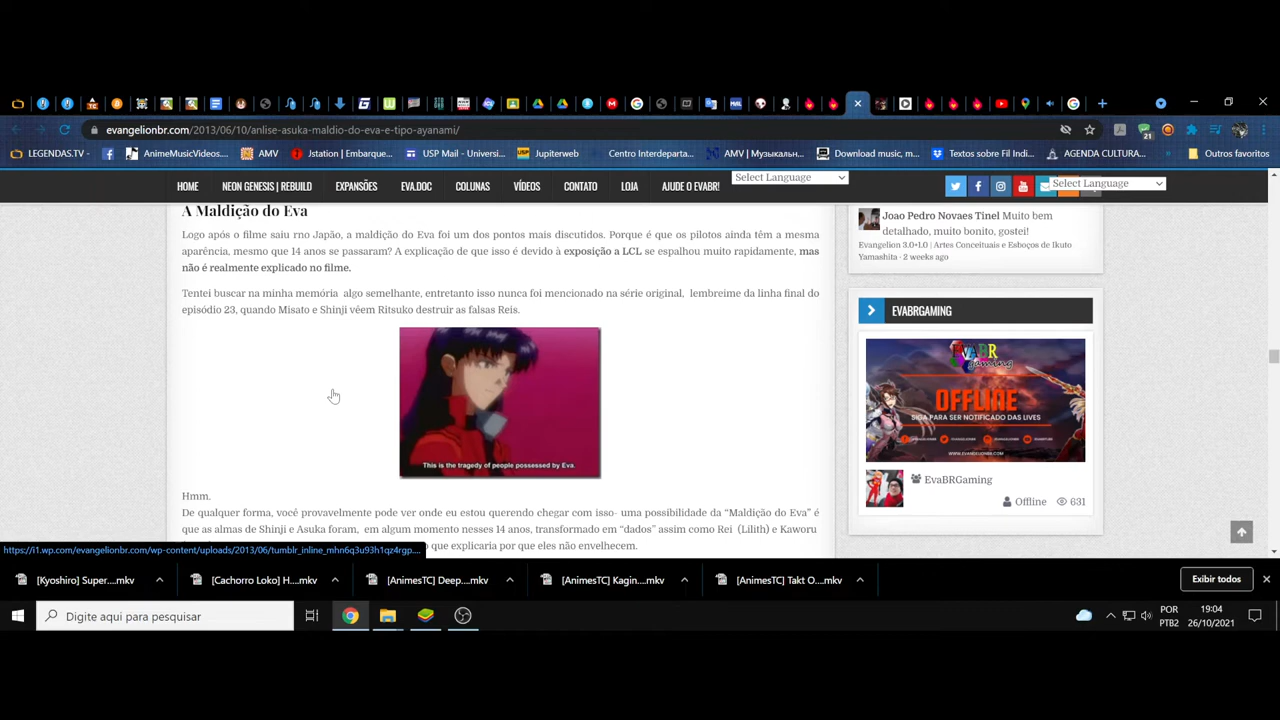 evangelionbr.com/2013/06/10/anlise-asuka-maldio-do-eva-e-tipo-ayanami/
21
LEGENDAS.TV - AnimeMusicVideos.... AMV Jstation | Embarque... USP Mail - Universi... Jupiterweb Centro Interdeparta... AMV | Музыкальн... Download music, m... Textos sobre Fil Indi... AGENDA CULTURA... Outros favoritos
HOME NEON GENESIS | REBUILD EXPANSÕES EVA.DOC COLUNAS VÍDEOS CONTATO LOJA AJUDE O EVABR! Select Language Select Language
A Maldição do Eva
Logo após o filme saiu rno Japão, a maldição do Eva foi um dos pontos mais discutidos. Porque é que os pilotos ainda têm a mesma
aparência, mesmo que 14 anos se passaram? A explicação de que isso é devido à exposição a LCL se espalhou muito rapidamente, mas
não é realmente explicado no filme.
Tentei buscar na minha memória algo semelhante, entretanto isso nunca foi mencionado na série original, lembreime da linha final do
episódio 23, quando Misato e Shinji vêem Ritsuko destruir as falsas Reis.
This is the tragedy of people possessed by Eva.
Hmm.
De qualquer forma, você provavelmente pode ver onde eu estou querendo chegar com isso- uma possibilidade da “Maldição do Eva” é
que as almas de Shinji e Asuka foram, em algum momento nesses 14 anos, transformado em “dados” assim como Rei (Lilith) e Kaworu
o que explicaria por que eles não envelhecem.
Joao Pedro Novaes Tinel Muito bem
detalhado, muito bonito, gostei!
Evangelion 3.0+1.0 | Artes Conceituais e Esboços de Ikuto
Yamashita · 2 weeks ago
EVABRGAMING
EVABR
gaming
OFFLINE
SIGA PARA SER NOTIFICADO DAS LIVES
WWW.EVANGELIONBR.COM
EvaBRGaming
Offline 631
https://i1.wp.com/evangelionbr.com/wp-content/uploads/2013/06/tumblr_inline_mhn6q3u93h1qz4rgp....
[Kyoshiro] Super....mkv [Cachorro Loko] H....mkv [AnimesTC] Deep....mkv [AnimesTC] Kagin....mkv [AnimesTC] Takt O....mkv Exibir todos
Digite aqui para pesquisar
POR
PTB2
19:04
26/10/2021